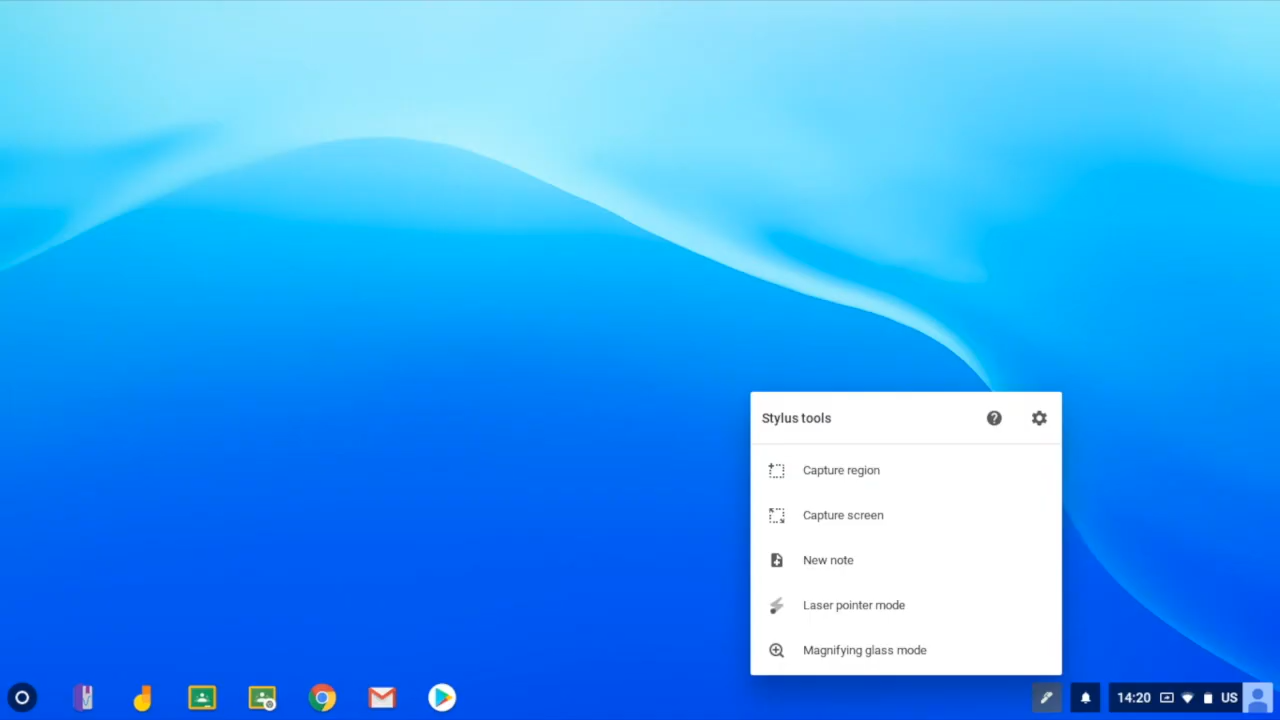 Stylus tools
Capture region
Capture screen
New note
Laser pointer mode
Magnifying glass mode
14:20 US